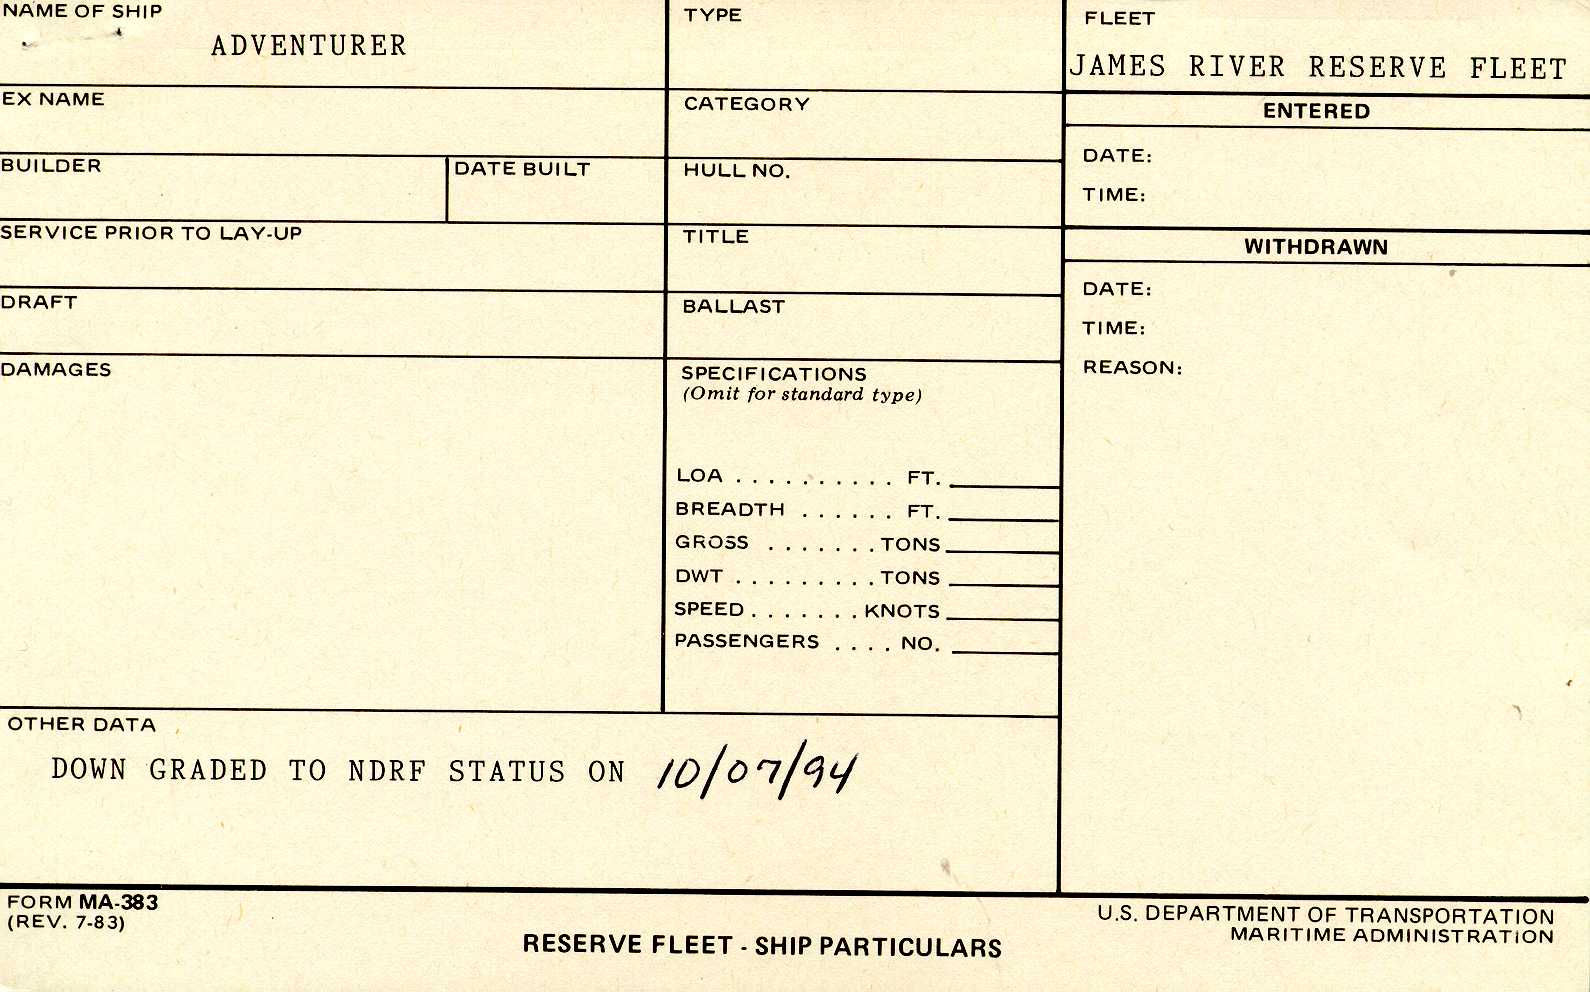 NAME OF SHIP
ADVENTURER
TYPE
FLEET
JAMES RIVER RESERVE FLEET
EX NAME
CATEGORY
ENTERED
DATE:
TIME:
BUILDER
DATE BUILT
HULL NO.
SERVICE PRIOR TO LAY-UP
TITLE
WITHDRAWN
DATE:
TIME:
REASON:
DRAFT
BALLAST
DAMAGES
SPECIFICATIONS
(Omit for standard type)
LOA . . . . . . . . . . FT.
BREADTH . . . . . . FT.
GROSS . . . . . . . TONS
DWT . . . . . . . . . TONS
SPEED . . . . . . . KNOTS
PASSENGERS . . . . NO.
OTHER DATA
DOWN GRADED TO NDRF STATUS ON 10/07/94
FORM MA-383
(REV. 7-83)
RESERVE FLEET - SHIP PARTICULARS
U.S. DEPARTMENT OF TRANSPORTATION
MARITIME ADMINISTRATION